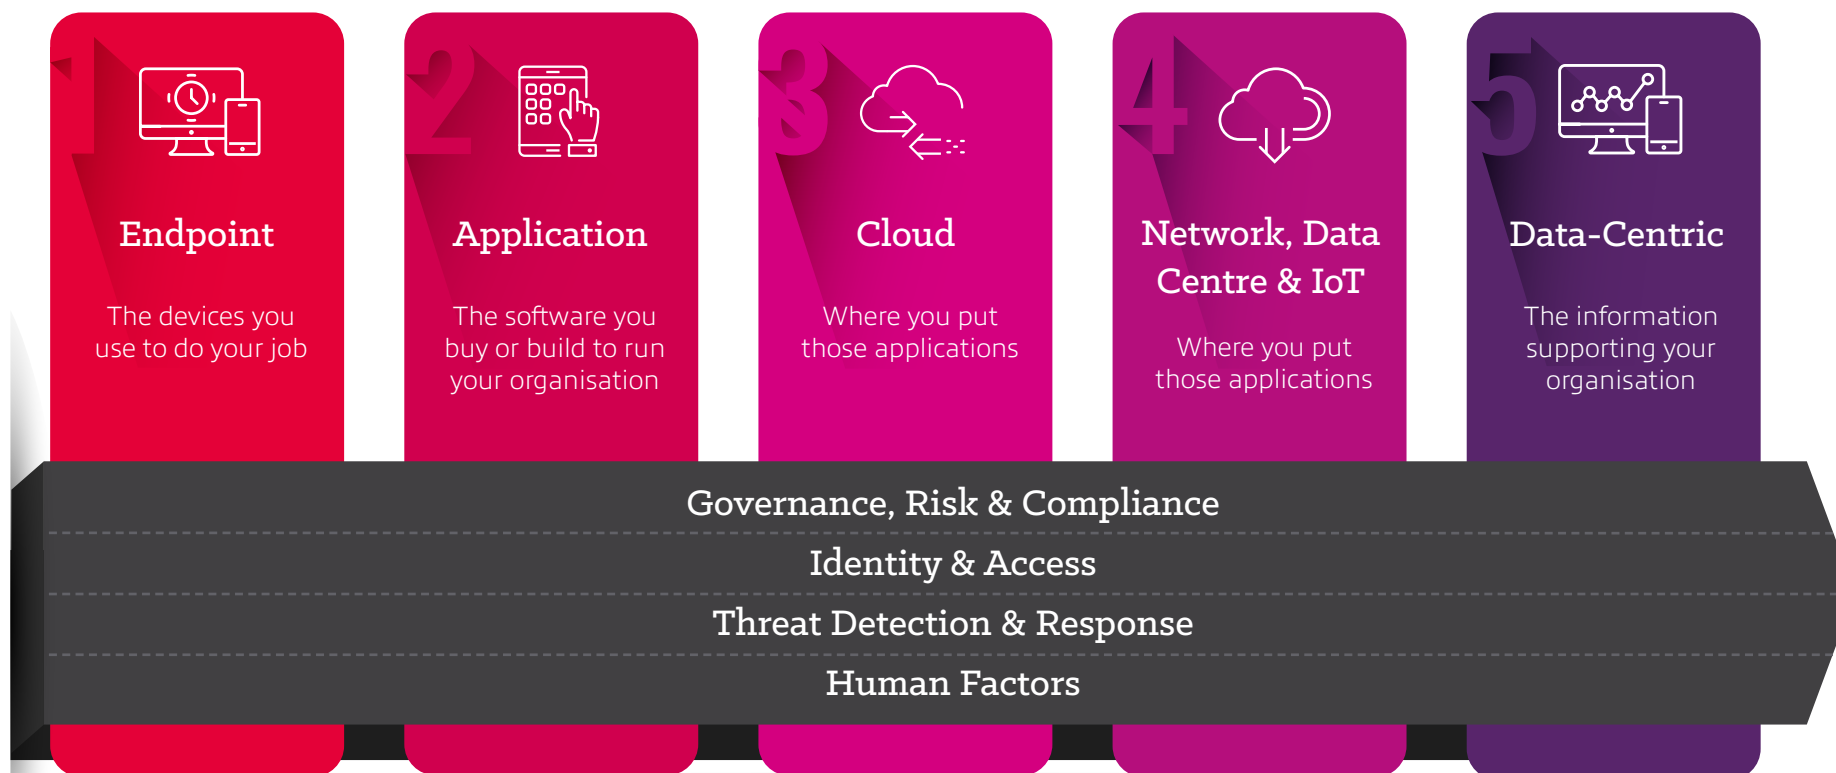 1
Endpoint
The devices you
use to do your job
2
Application
The software you
buy or build to run
your organisation
3
Cloud
Where you put
those applications
4
Network, Data
Centre & IoT
Where you put
those applications
5
Data-Centric
The information
supporting your
organisation
Governance, Risk & Compliance
Identity & Access
Threat Detection & Response
Human Factors